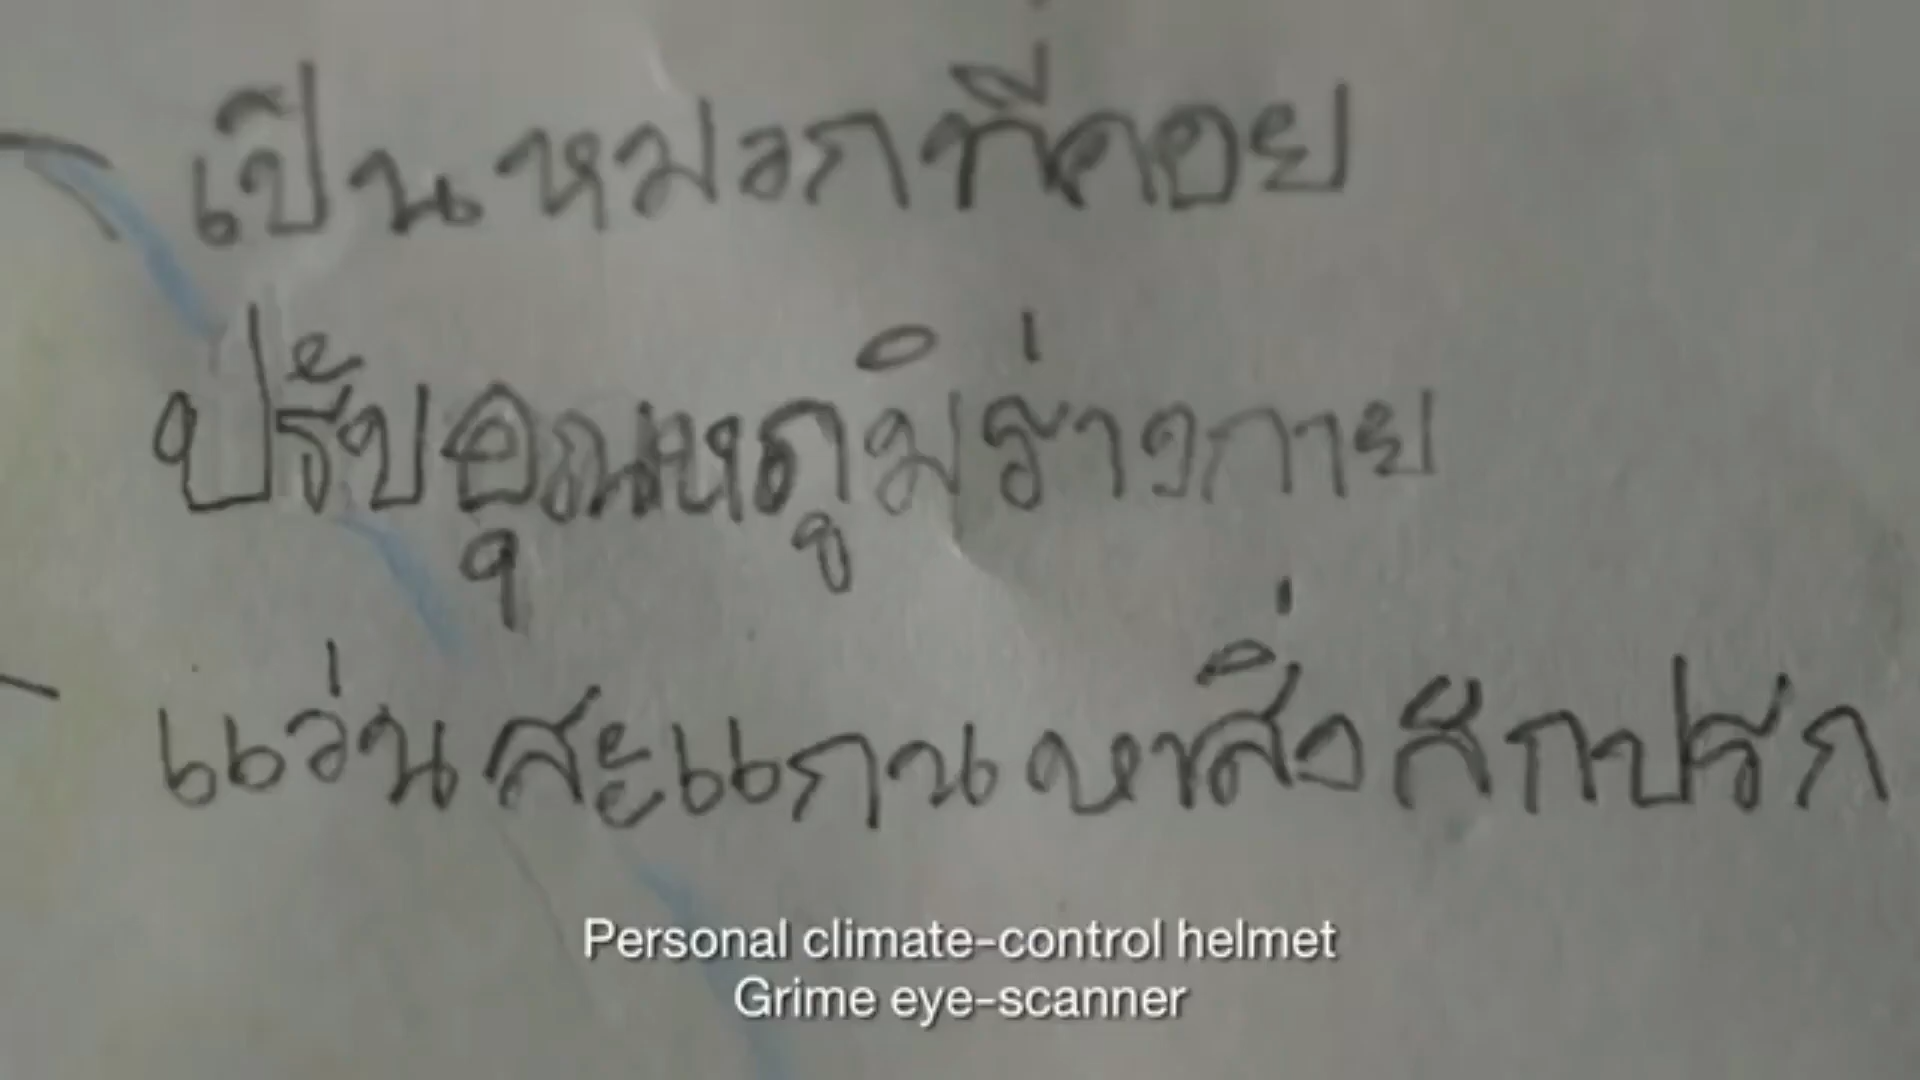 เป็นหมวกที่คอย
ปรับอุณหภูมิร่างกาย
แว่นสะแกนหาสิ่งสกปรก
Personal climate-control helmet
Grime eye-scanner